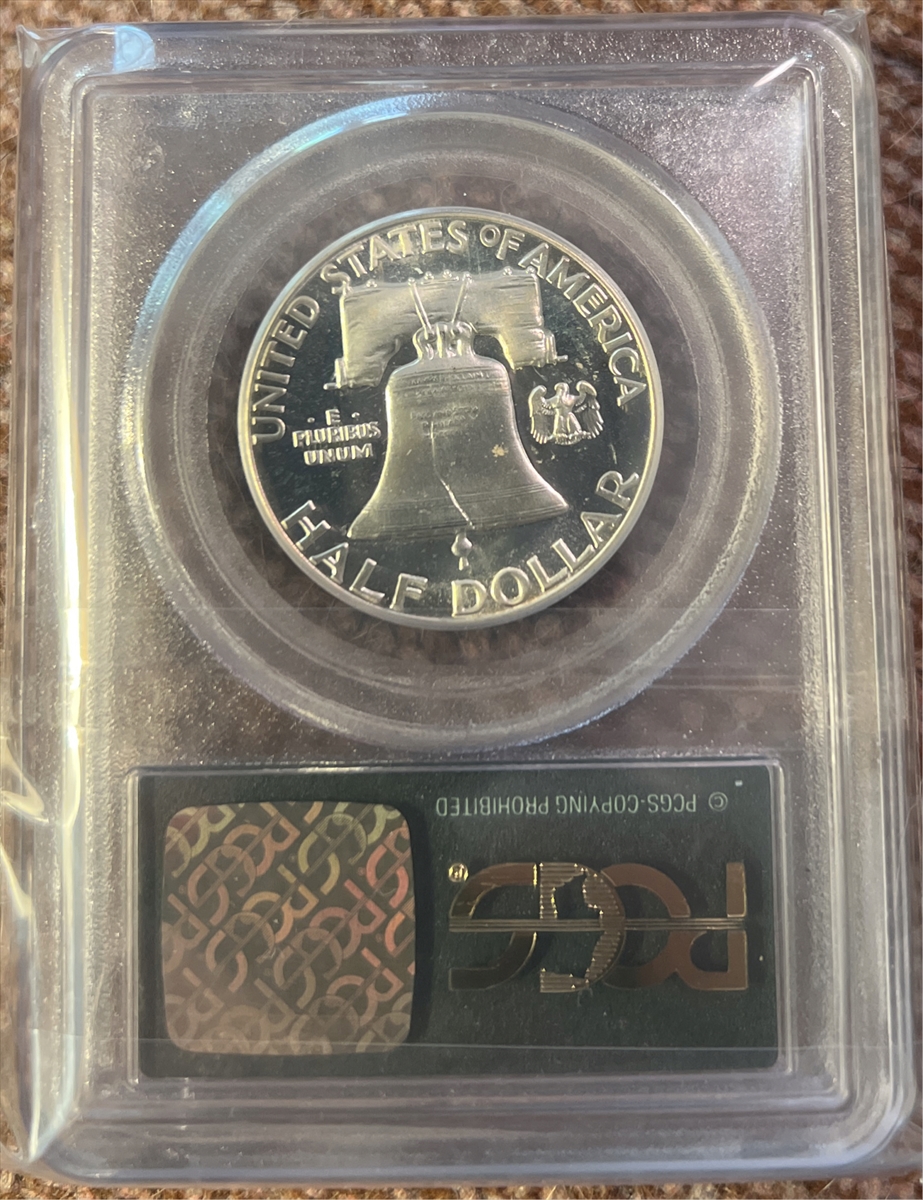 UNITED STATES OF AMERICA
· E ·
PLURIBUS
UNUM
HALF DOLLAR
© PCGS-COPYING PROHIBITED
PCGS
®